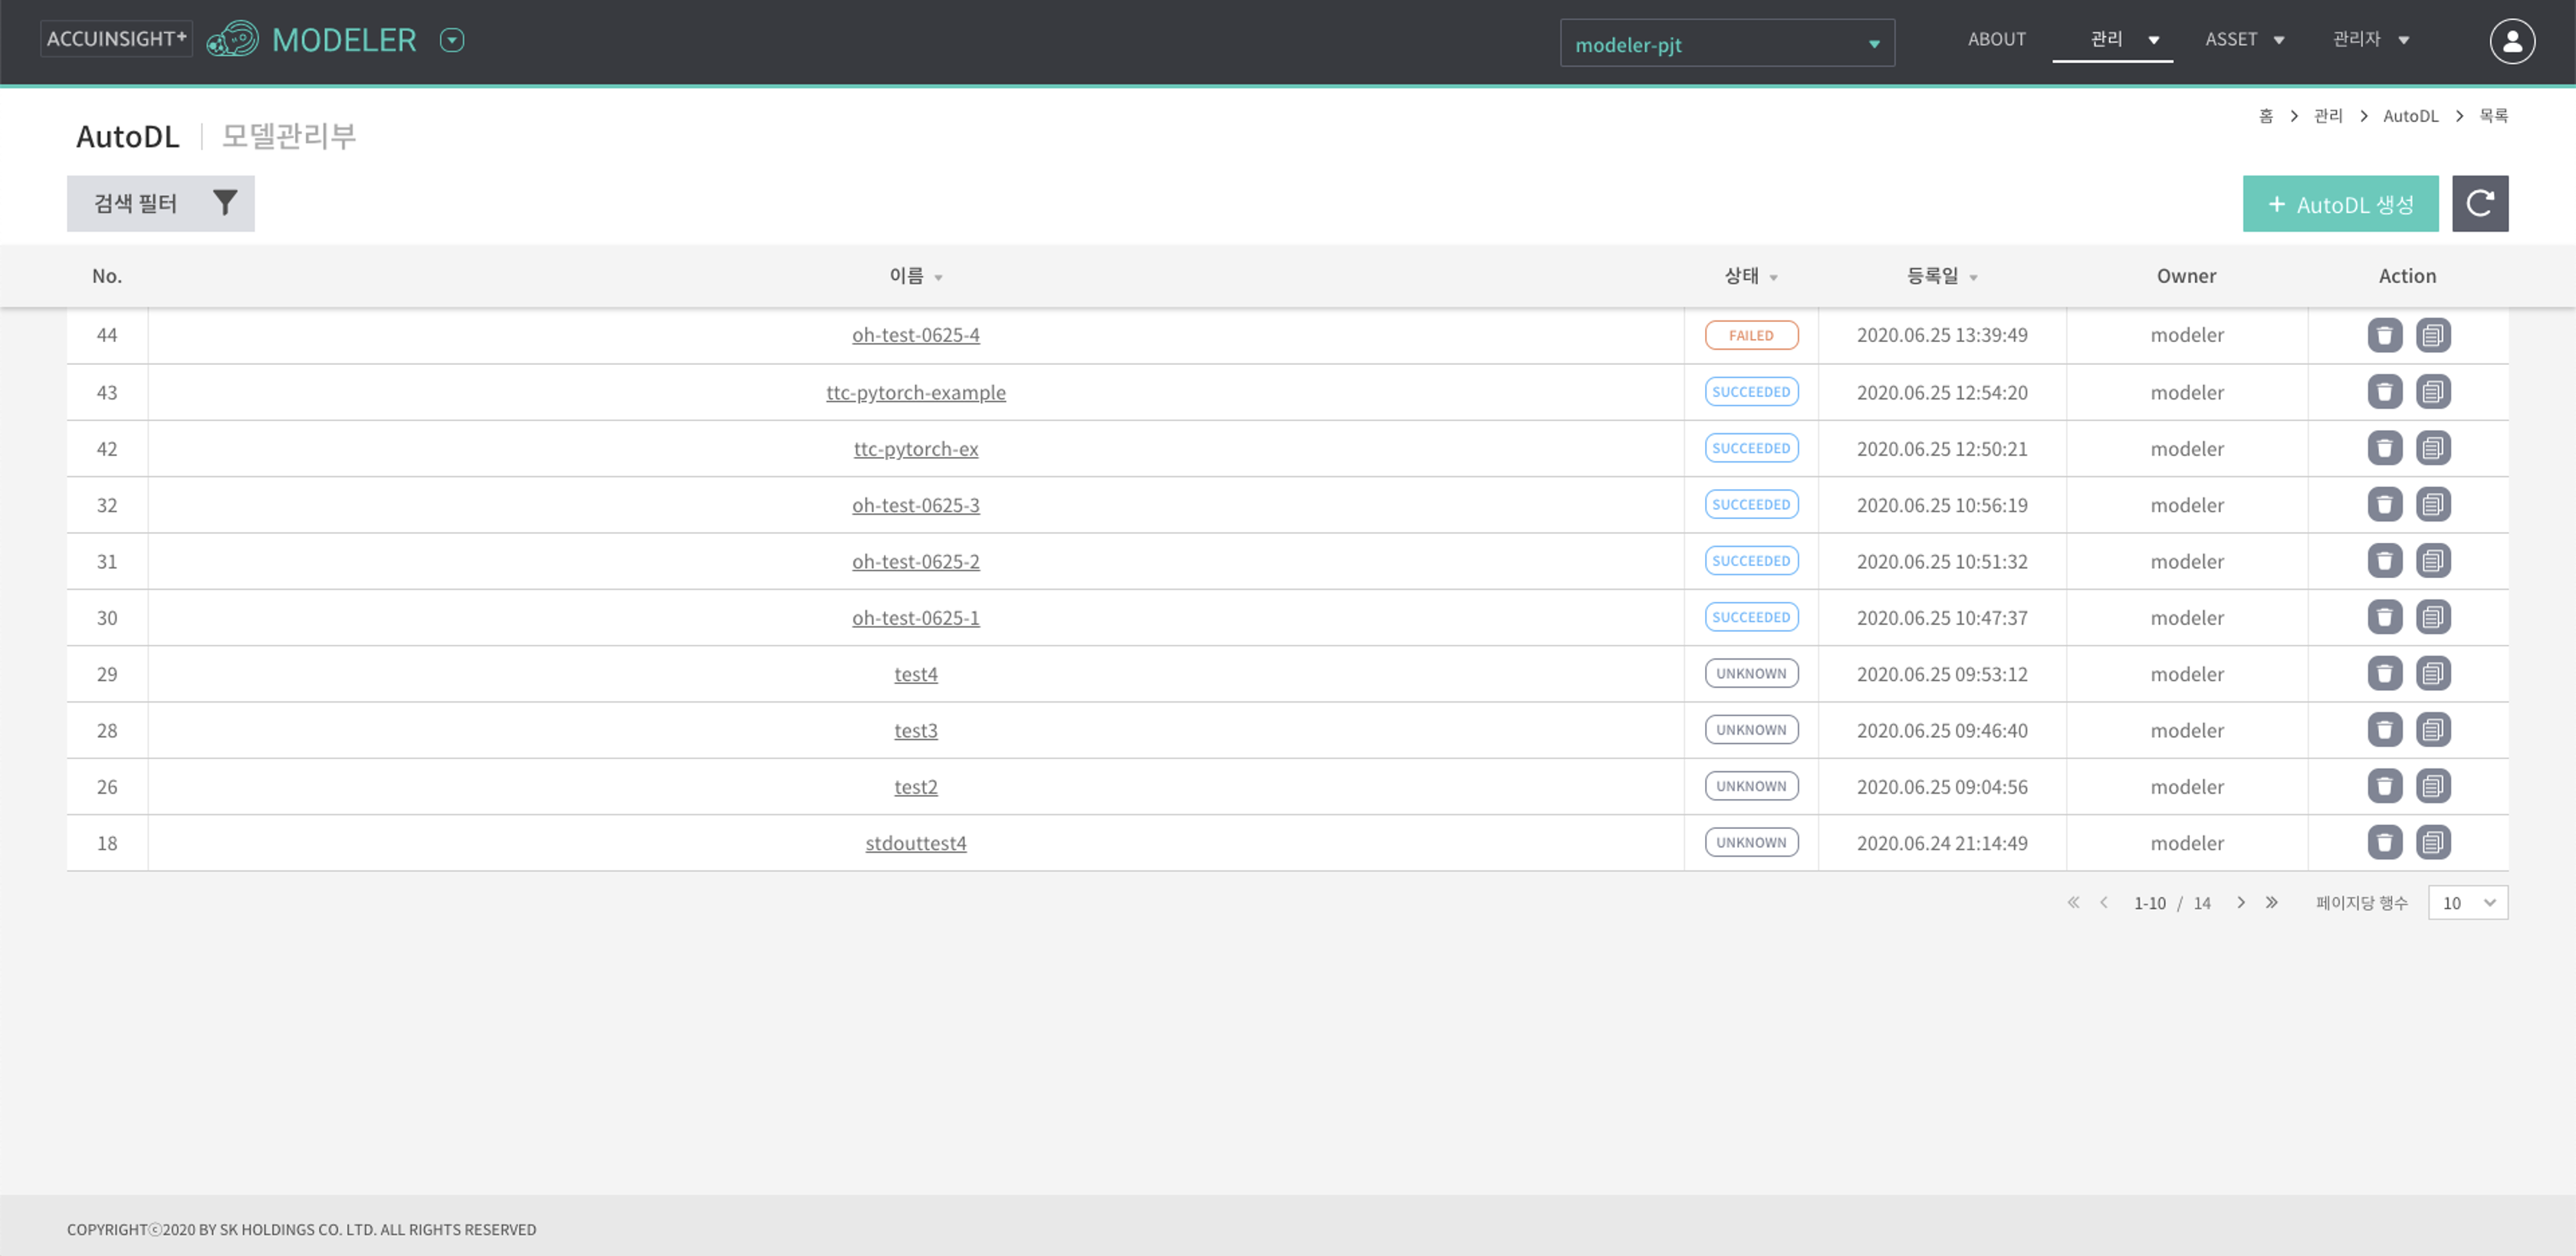 ACCUINSIGHT+ MODELER modeler-pjt ABOUT 관리 ASSET 관리자
홈 > 관리 > AutoDL > 목록
AutoDL | 모델관리부
검색 필터 + AutoDL 생성
No. 이름 상태 등록일 Owner Action
44 oh-test-0625-4 FAILED 2020.06.25 13:39:49 modeler
43 ttc-pytorch-example SUCCEEDED 2020.06.25 12:54:20 modeler
42 ttc-pytorch-ex SUCCEEDED 2020.06.25 12:50:21 modeler
32 oh-test-0625-3 SUCCEEDED 2020.06.25 10:56:19 modeler
31 oh-test-0625-2 SUCCEEDED 2020.06.25 10:51:32 modeler
30 oh-test-0625-1 SUCCEEDED 2020.06.25 10:47:37 modeler
29 test4 UNKNOWN 2020.06.25 09:53:12 modeler
28 test3 UNKNOWN 2020.06.25 09:46:40 modeler
26 test2 UNKNOWN 2020.06.25 09:04:56 modeler
18 stdouttest4 UNKNOWN 2020.06.24 21:14:49 modeler
« < 1-10 / 14 > » 페이지당 행수 10
COPYRIGHTⓒ2020 BY SK HOLDINGS CO. LTD. ALL RIGHTS RESERVED